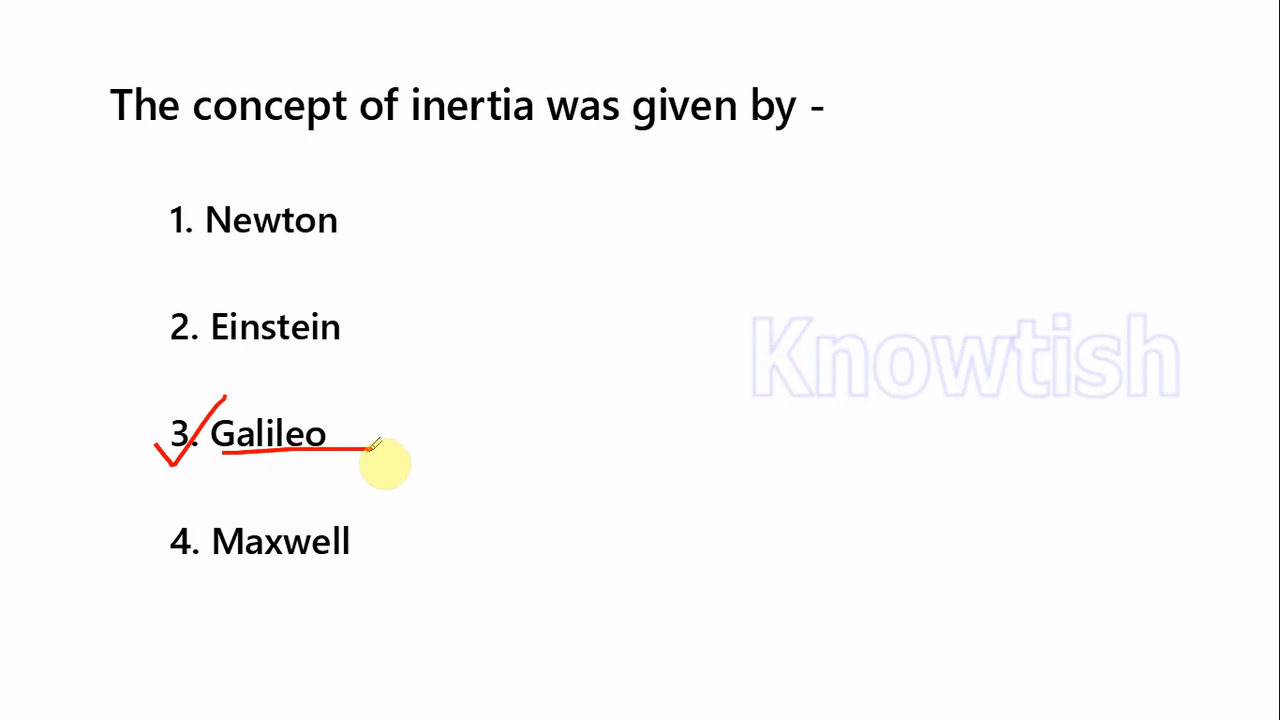 The concept of inertia was given by -
1. Newton
2. Einstein
Knowtish
3. Galileo
4. Maxwell